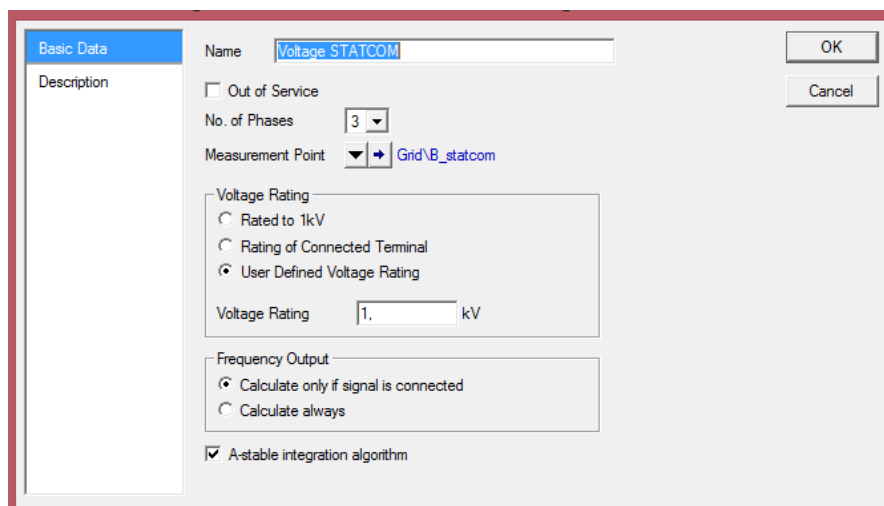 Basic Data
Description
Name Voltage STATCOM
Out of Service
No. of Phases 3
Measurement Point Grid\B_statcom
Voltage Rating
Rated to 1kV
Rating of Connected Terminal
User Defined Voltage Rating
Voltage Rating 1, kV
Frequency Output
Calculate only if signal is connected
Calculate always
A-stable integration algorithm
OK
Cancel